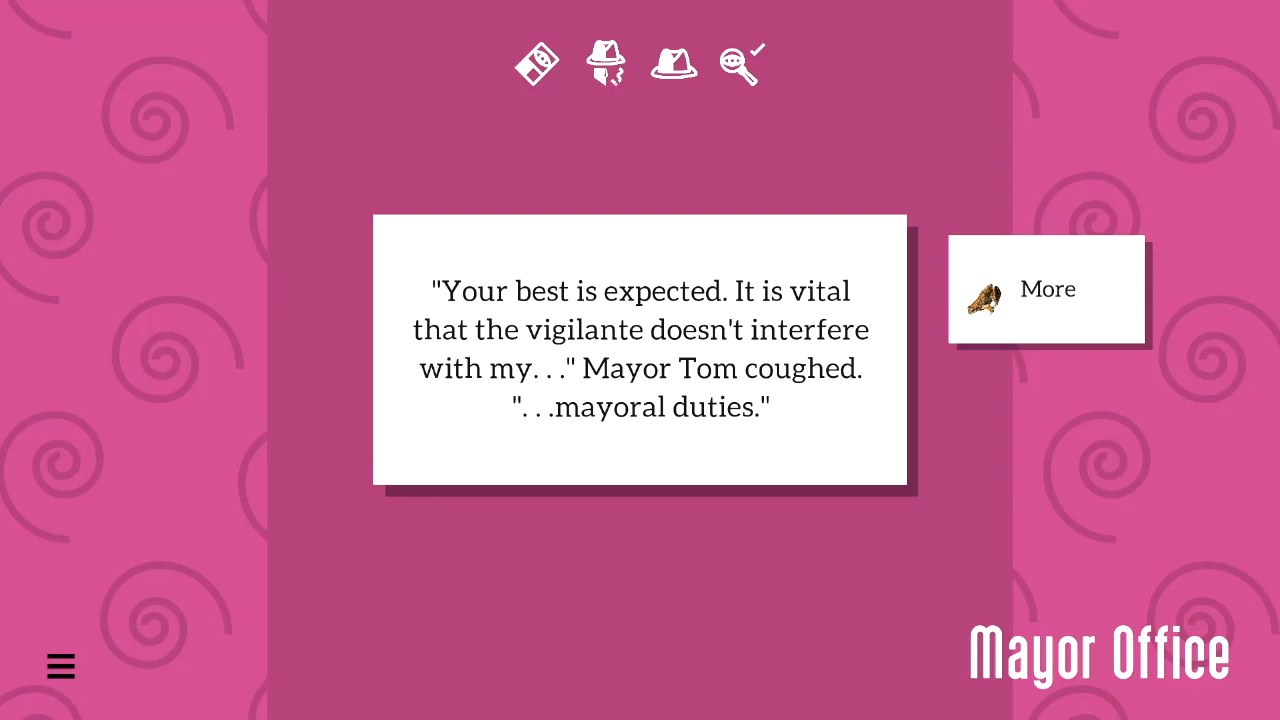 "Your best is expected. It is vital
that the vigilante doesn't interfere
with my. . ." Mayor Tom coughed.
". . .mayoral duties."
More
Mayor Office